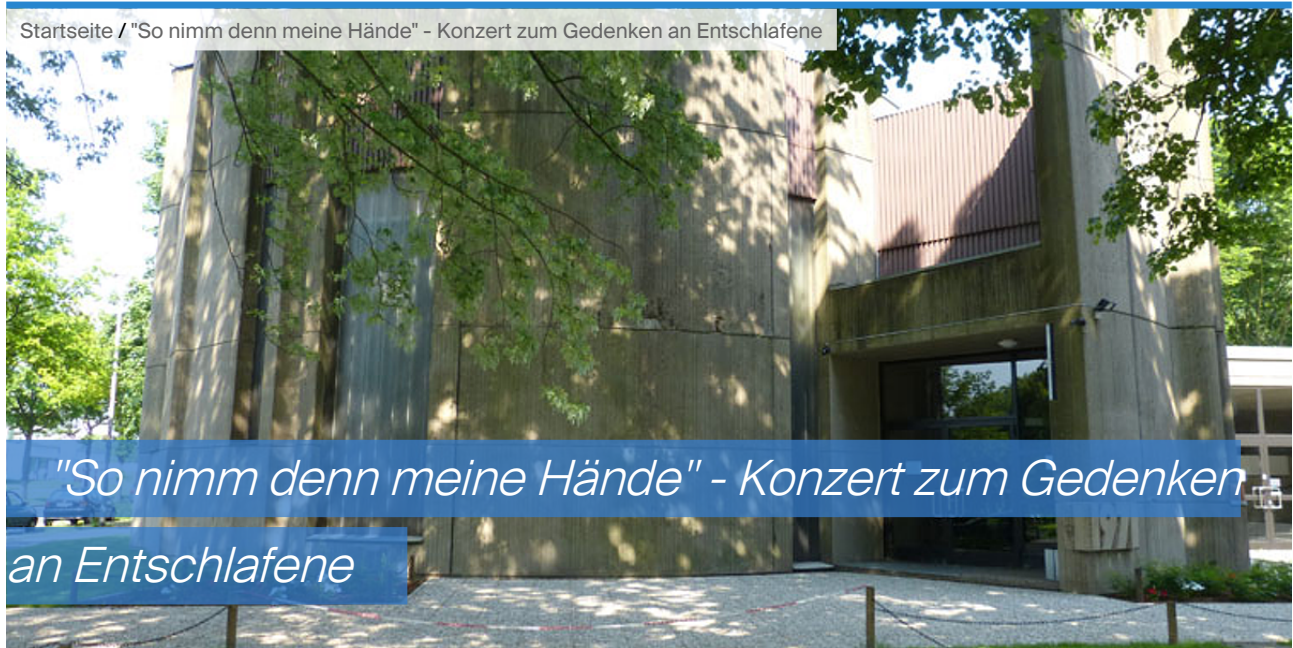 Startseite / "So nimm denn meine Hände" - Konzert zum Gedenken an Entschlafene
"So nimm denn meine Hände" - Konzert zum Gedenken
an Entschlafene